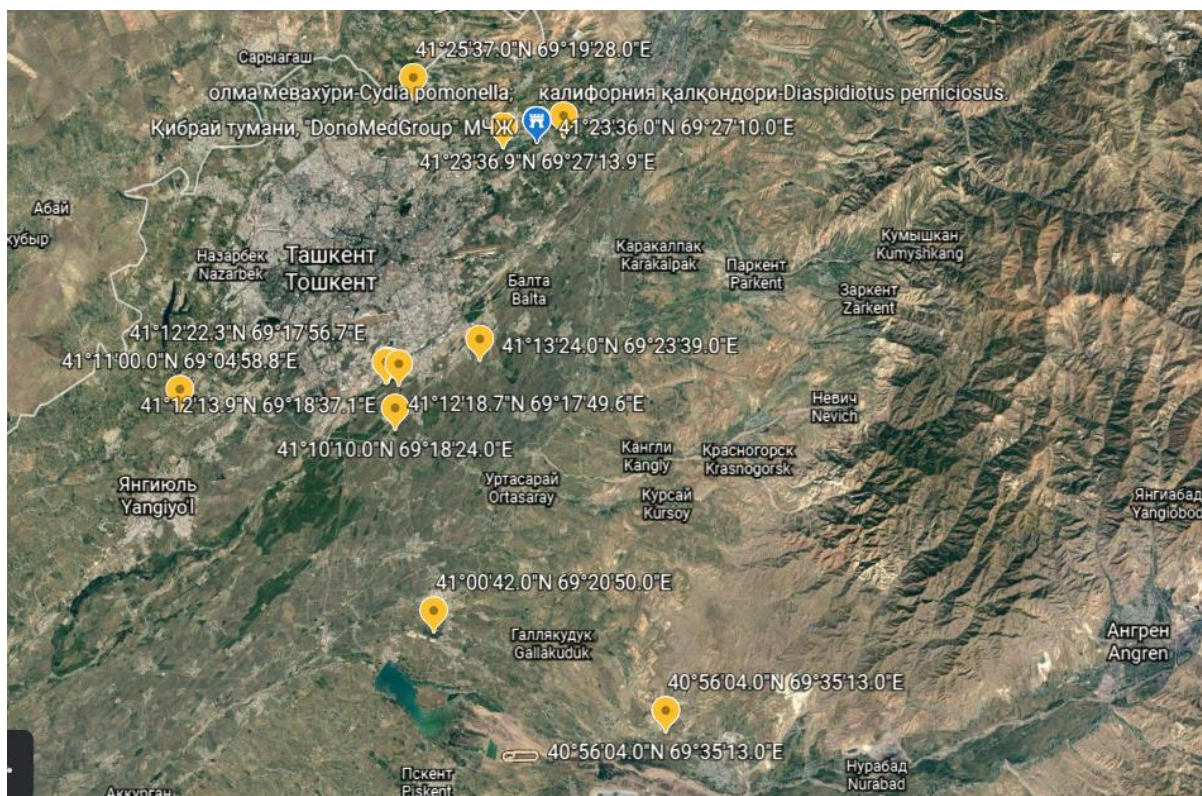 Сарыагаш
41°25'37.0"N 69°19'28.0"E
олма мевахўри-Cydia pomonella; калифорния қалқондори-Diaspidiotus perniciosus.
Қибрай тумани, "DonoMedGroup" МЧЖ
41°23'36.0"N 69°27'10.0"E
41°23'36.9"N 69°27'13.9"E
Абай
Назарбек
Nazarbek
Ташкент
Тошкент
Каракалпак
Karakalpak
Кумышкан
Kumyshkang
Паркент
Parkent
Балта
Balta
Заркент
Zarkent
41°12'22.3"N 69°17'56.7"E
41°13'24.0"N 69°23'39.0"E
41°11'00.0"N 69°04'58.8"E
41°12'13.9"N 69°18'37.1"E
41°12'18.7"N 69°17'49.6"E
Невич
Nevich
41°10'10.0"N 69°18'24.0"E
Кангли
Kangly
Красногорск
Krasnogorsk
Янгиюль
Yangiyo'l
Уртасарай
Ortasaray
Курсай
Kursoy
Янгиабад
Yangiobod
41°00'42.0"N 69°20'50.0"E
Галлякудук
Gallakuduk
Ангрен
Angren
40°56'04.0"N 69°35'13.0"E
40°56'04.0"N 69°35'13.0"E
Пскент
Piskent
Нурабад
Nurabad
Аккурган